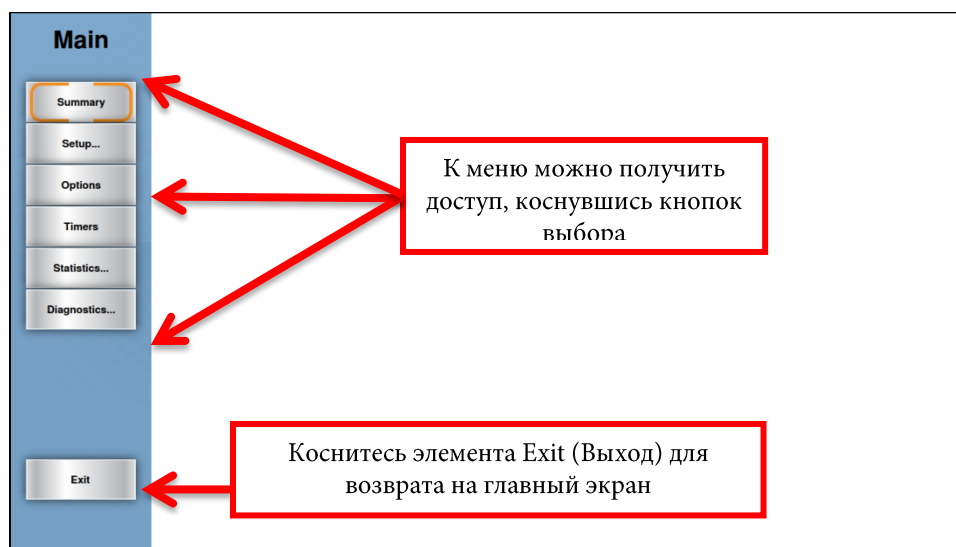 Main
Summary
Setup...
Options
Timers
Statistics...
Diagnostics...
Exit
К меню можно получить
доступ, коснувшись кнопок
выбора
Коснитесь элемента Exit (Выход) для
возврата на главный экран